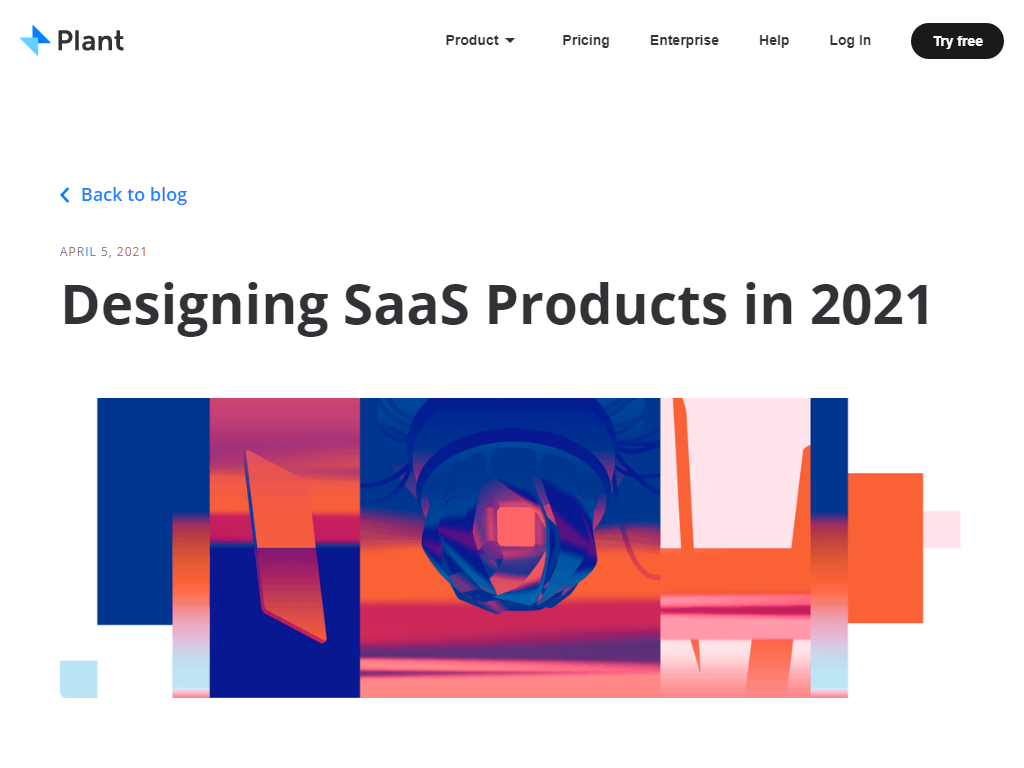 Plant
Product
Pricing
Enterprise
Help
Log In
Try free
Back to blog
APRIL 5, 2021
Designing SaaS Products in 2021